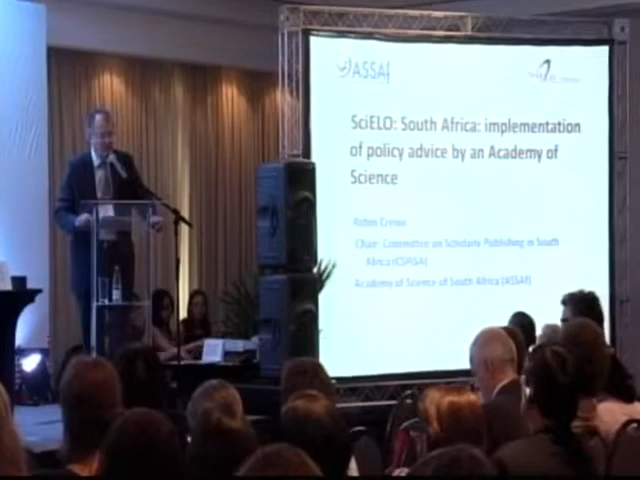 ASSAf
SciELO: South Africa: implementation
of policy advice by an Academy of
Science
Robin Crewe
Chair: Committee on Scholarly Publishing in South
Africa (CSPiSA)
Academy of Science of South Africa (ASSAf)